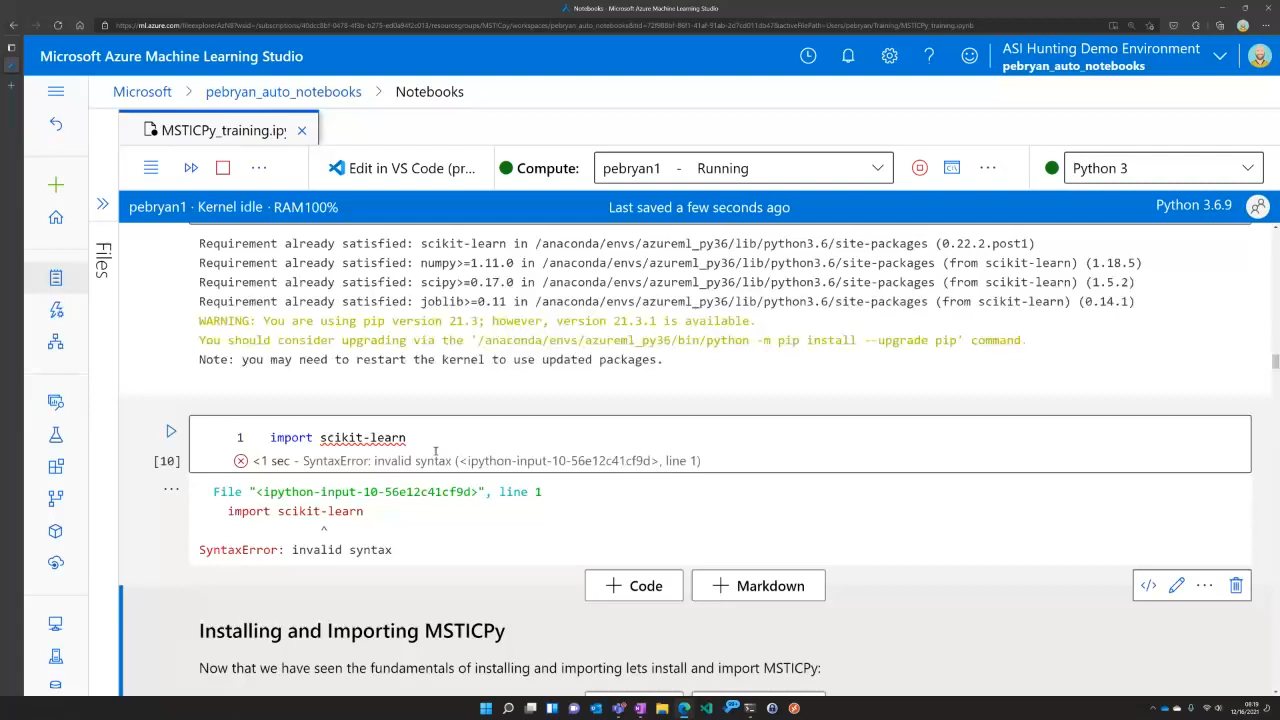 Notebooks - Microsoft Azure Machine Learning Studio
Microsoft Azure Machine Learning Studio
ASI Hunting Demo Environment
pebryan_auto_notebooks
Microsoft > pebryan_auto_notebooks > Notebooks
MSTICPy_training.ipy
Edit in VS Code (pr...
Compute:
pebryan1 - Running
Python 3
pebryan1 · Kernel idle · RAM100%
Last saved a few seconds ago
Python 3.6.9
Files
Requirement already satisfied: scikit-learn in /anaconda/envs/azureml_py36/lib/python3.6/site-packages (0.22.2.post1)
Requirement already satisfied: numpy>=1.11.0 in /anaconda/envs/azureml_py36/lib/python3.6/site-packages (from scikit-learn) (1.18.5)
Requirement already satisfied: scipy>=0.17.0 in /anaconda/envs/azureml_py36/lib/python3.6/site-packages (from scikit-learn) (1.5.2)
Requirement already satisfied: joblib>=0.11 in /anaconda/envs/azureml_py36/lib/python3.6/site-packages (from scikit-learn) (0.14.1)
WARNING: You are using pip version 21.3; however, version 21.3.1 is available.
You should consider upgrading via the '/anaconda/envs/azureml_py36/bin/python -m pip install --upgrade pip' command.
Note: you may need to restart the kernel to use updated packages.
1 import scikit-learn
[10] <1 sec - SyntaxError: invalid syntax (<ipython-input-10-56e12c41cf9d>, line 1)
File "<ipython-input-10-56e12c41cf9d>", line 1
import scikit-learn
^
SyntaxError: invalid syntax
+ Code
+ Markdown
Installing and Importing MSTICPy
Now that we have seen the fundamentals of installing and importing lets install and import MSTICPy:
08:19
12/16/2021